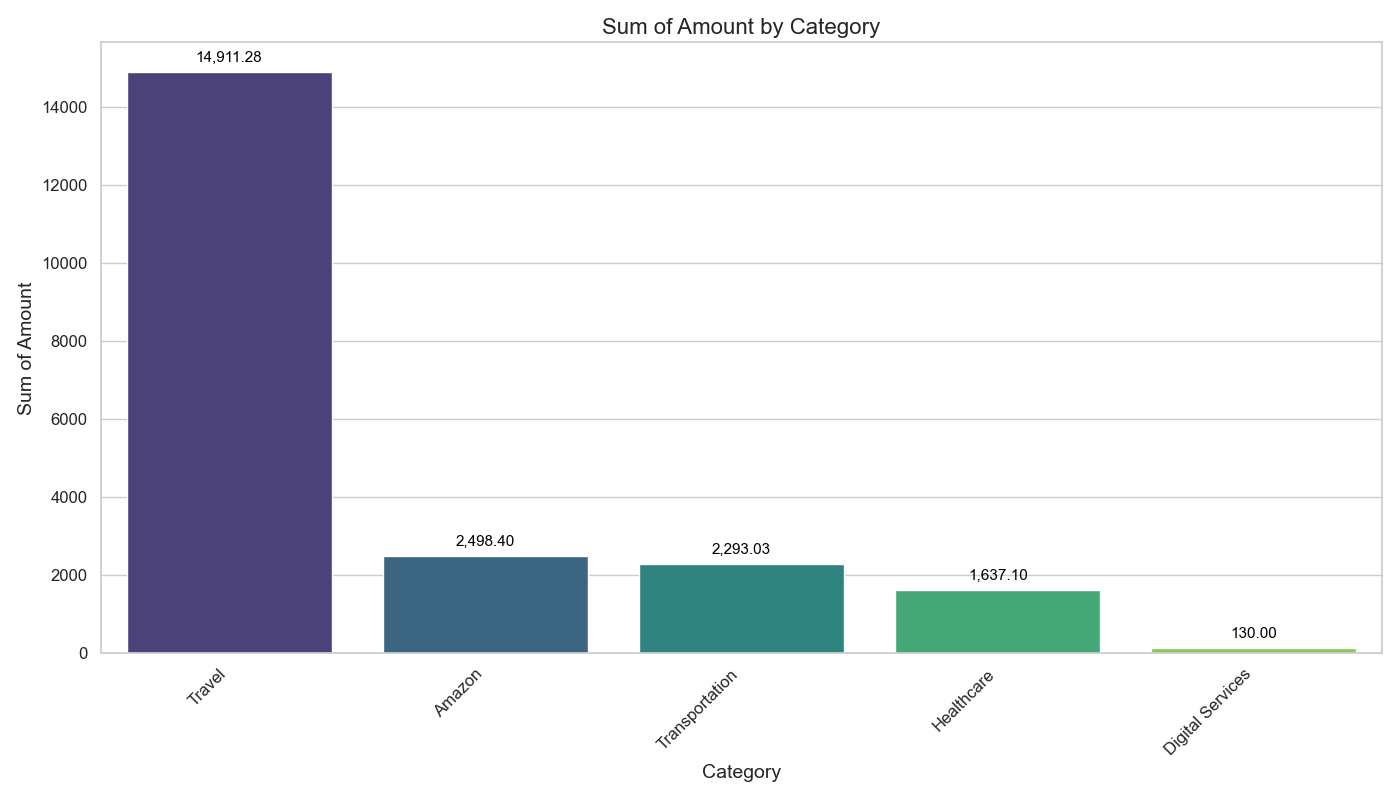 Sum of Amount by Category
14,911.28
14000
12000
10000
8000
6000
4000
2000
0
Sum of Amount
2,498.40
2,293.03
1,637.10
130.00
Travel
Amazon
Transportation
Healthcare
Digital Services
Category